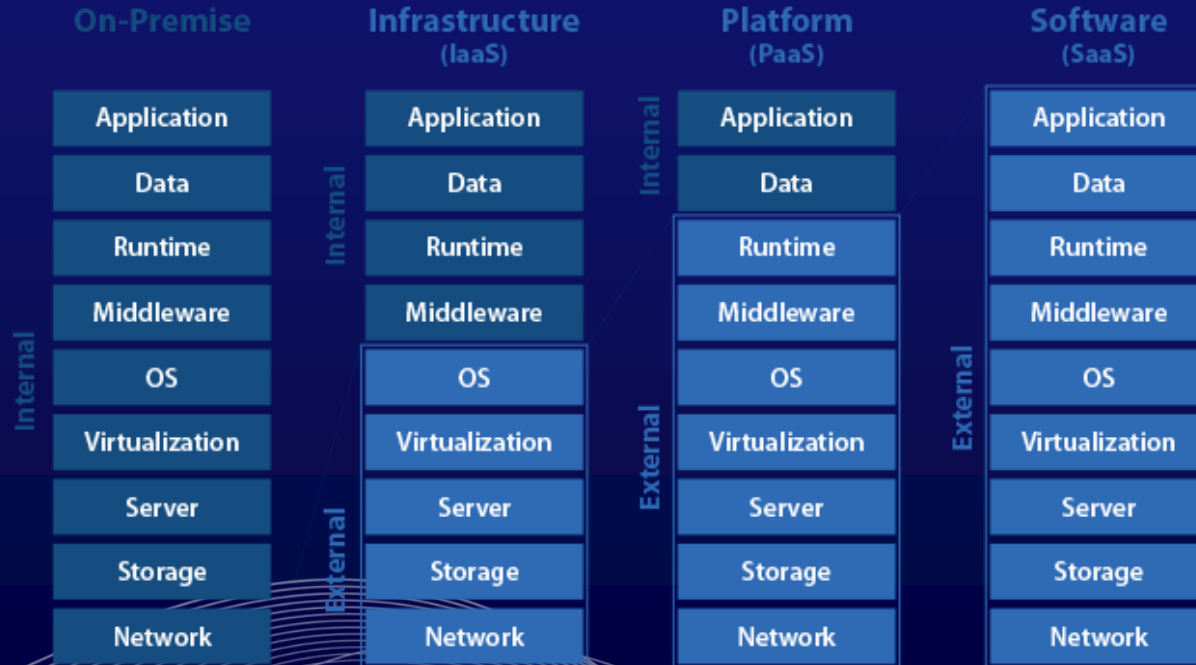 On-Premise
Internal
Application
Data
Runtime
Middleware
OS
Virtualization
Server
Storage
Network
Infrastructure
(IaaS)
Internal
External
Application
Data
Runtime
Middleware
OS
Virtualization
Server
Storage
Network
Platform
(PaaS)
Internal
External
Application
Data
Runtime
Middleware
OS
Virtualization
Server
Storage
Network
Software
(SaaS)
External
Application
Data
Runtime
Middleware
OS
Virtualization
Server
Storage
Network